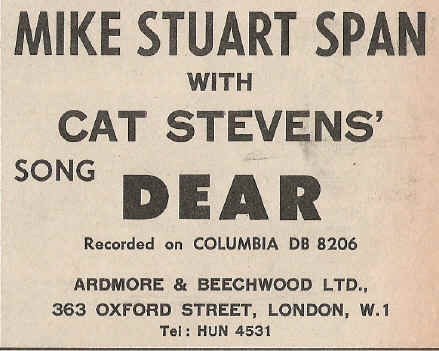 MIKE STUART SPAN
WITH
CAT STEVENS'
SONG DEAR
Recorded on COLUMBIA DB 8206
ARDMORE & BEECHWOOD LTD.,
363 OXFORD STREET, LONDON, W.1
Tel: HUN 4531